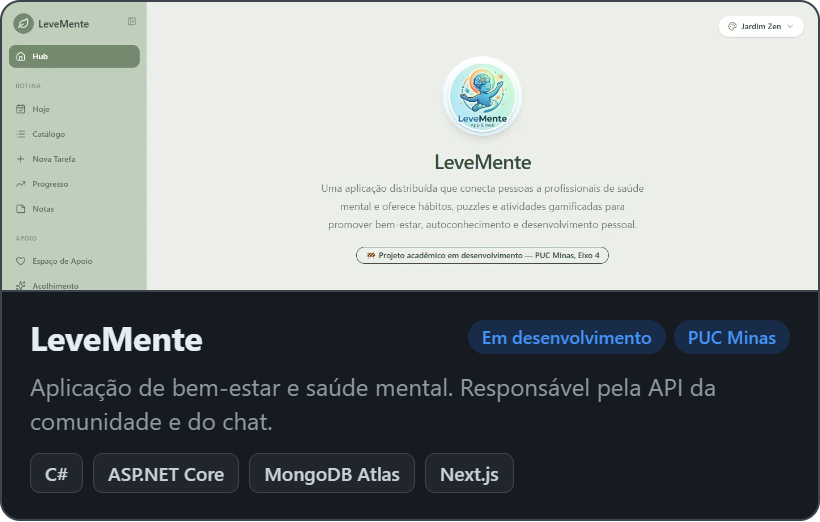 LeveMente
Jardim Zen
Hub
ROTINA
Hoje
Catálogo
Nova Tarefa
Progresso
Notas
APOIO
Espaço de Apoio
Acolhimento
LeveMente
App & Web
LeveMente
Uma aplicação distribuída que conecta pessoas a profissionais de saúde
mental e oferece hábitos, puzzles e atividades gamificadas para
promover bem-estar, autoconhecimento e desenvolvimento pessoal.
Projeto acadêmico em desenvolvimento — PUC Minas, Eixo 4
LeveMente
Em desenvolvimento
PUC Minas
Aplicação de bem-estar e saúde mental. Responsável pela API da
comunidade e do chat.
C#
ASP.NET Core
MongoDB Atlas
Next.js